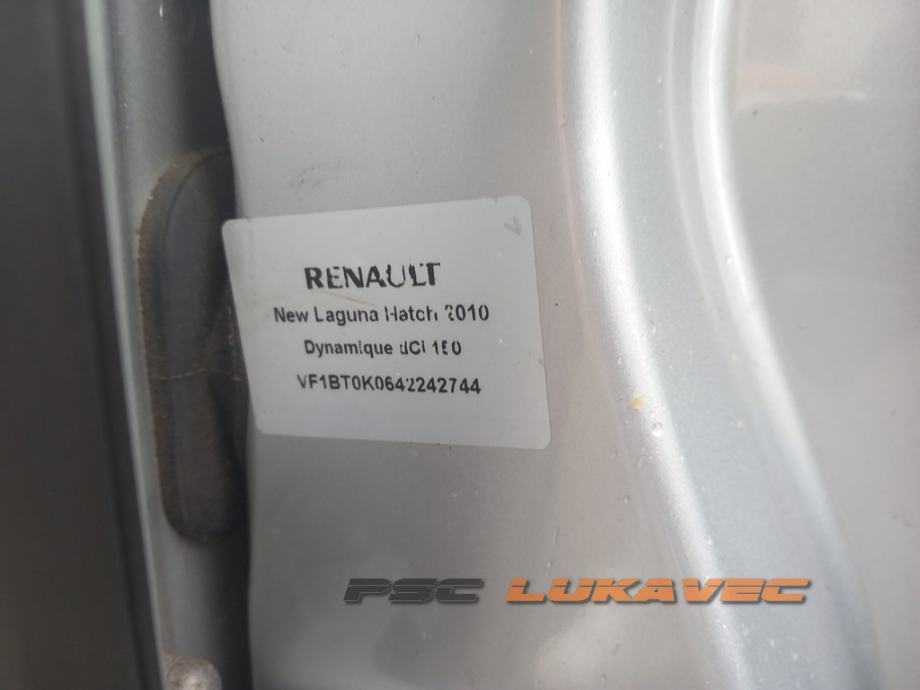 RENAULT
New Laguna Hatch 2010
Dynamique dCi 150
VF1BT0K0642242744
PSC LUKAVEC